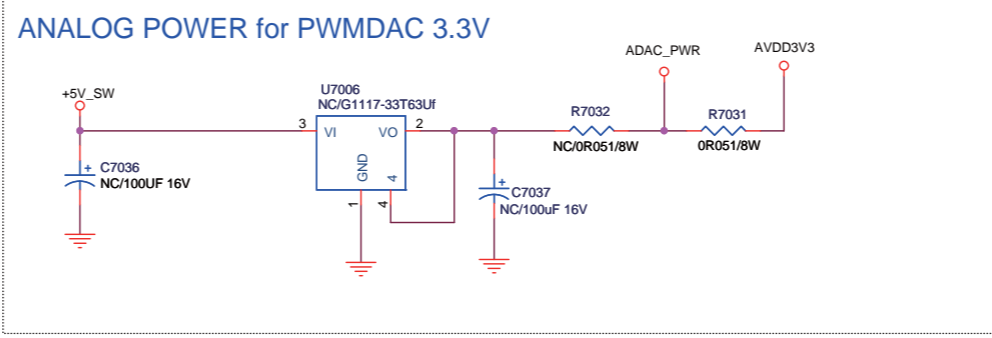 ANALOG POWER for PWMDAC 3.3V
ADAC_PWR
AVDD3V3
+5V_SW
U7006
NC/G1117-33T63Uf
3
VI
VO
2
GND
4
1
4
R7032
NC/0R051/8W
R7031
0R051/8W
+
C7036
NC/100UF 16V
+
C7037
NC/100uF 16V